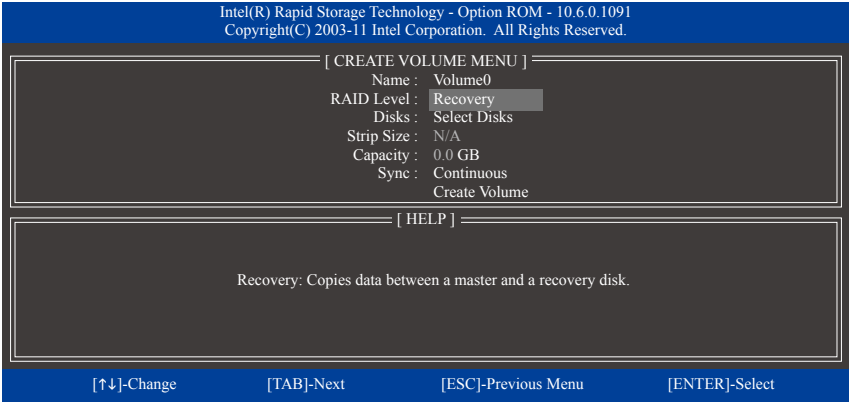 Intel(R) Rapid Storage Technology - Option ROM - 10.6.0.1091
Copyright(C) 2003-11 Intel Corporation. All Rights Reserved.
[ CREATE VOLUME MENU ]
Name : Volume0
RAID Level : Recovery
Disks : Select Disks
Strip Size : N/A
Capacity : 0.0 GB
Sync : Continuous
Create Volume
[ HELP ]
Recovery: Copies data between a master and a recovery disk.
[↑↓]-Change [TAB]-Next [ESC]-Previous Menu [ENTER]-Select